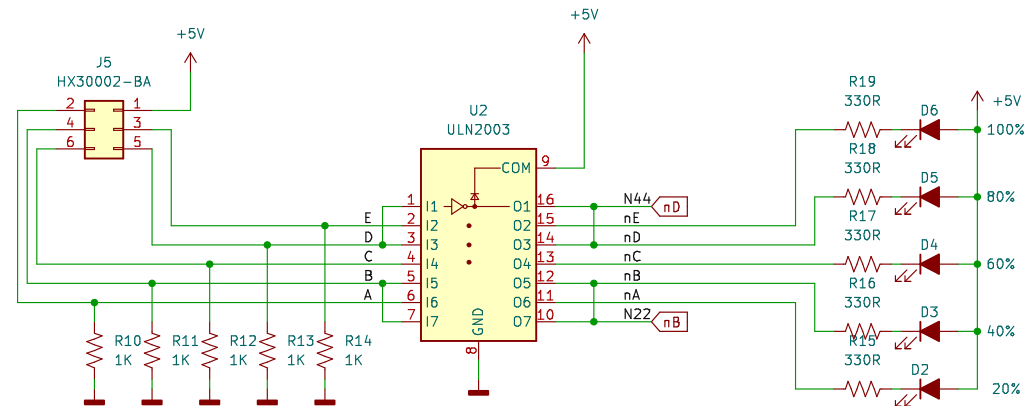 +5V
J5
HX30002-BA
2 1
4 3
6 5
+5V
U2
ULN2003
COM 9
1 I1 O1 16
2 I2 O2 15
3 I3 O3 14
4 I4 O4 13
5 I5 O5 12
6 I6 O6 11
7 I7 O7 10
GND
8
E
D
C
B
A
N44 nD
nE
nD
nC
nB
nA
N22 nB
R10
1K
R11
1K
R12
1K
R13
1K
R14
1K
R19
330R
D6
+5V
100%
R18
330R
D5
80%
R17
330R
D4
60%
R16
330R
D3
40%
R15
330R
D2
20%